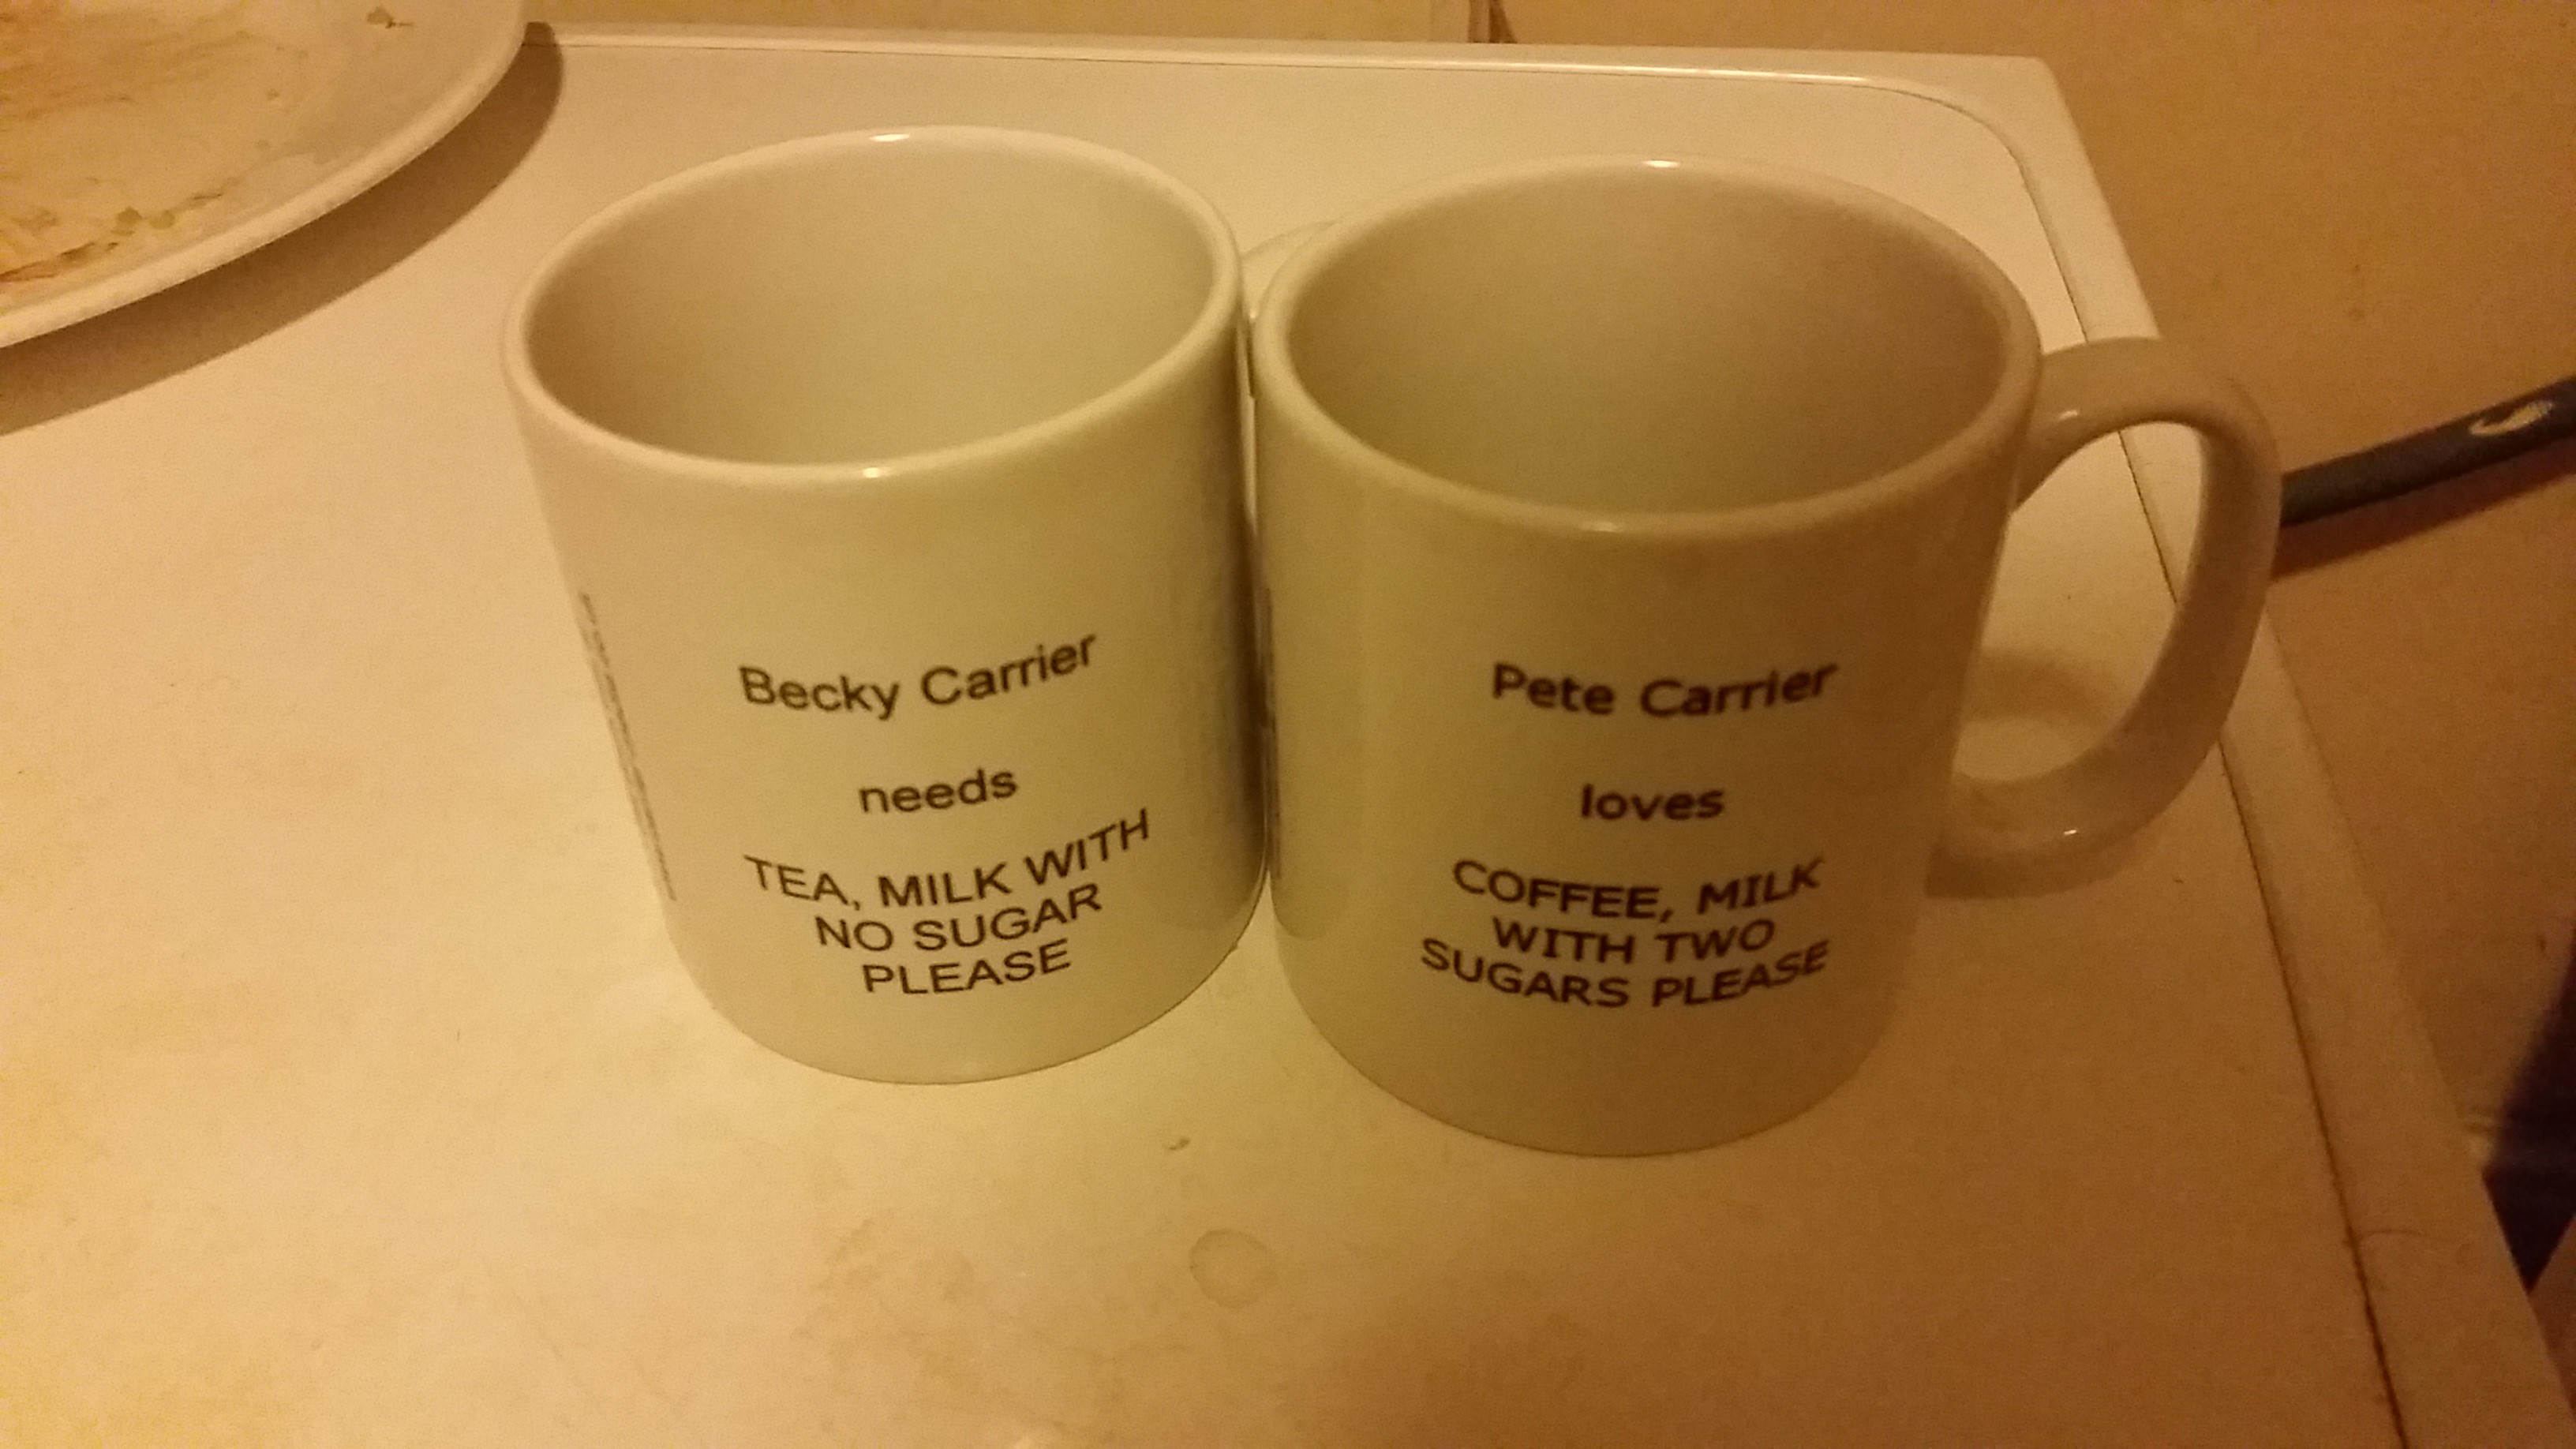 Becky Carrier
needs
TEA, MILK WITH
NO SUGAR
PLEASE
Pete Carrier
loves
COFFEE, MILK
WITH TWO
SUGARS PLEASE